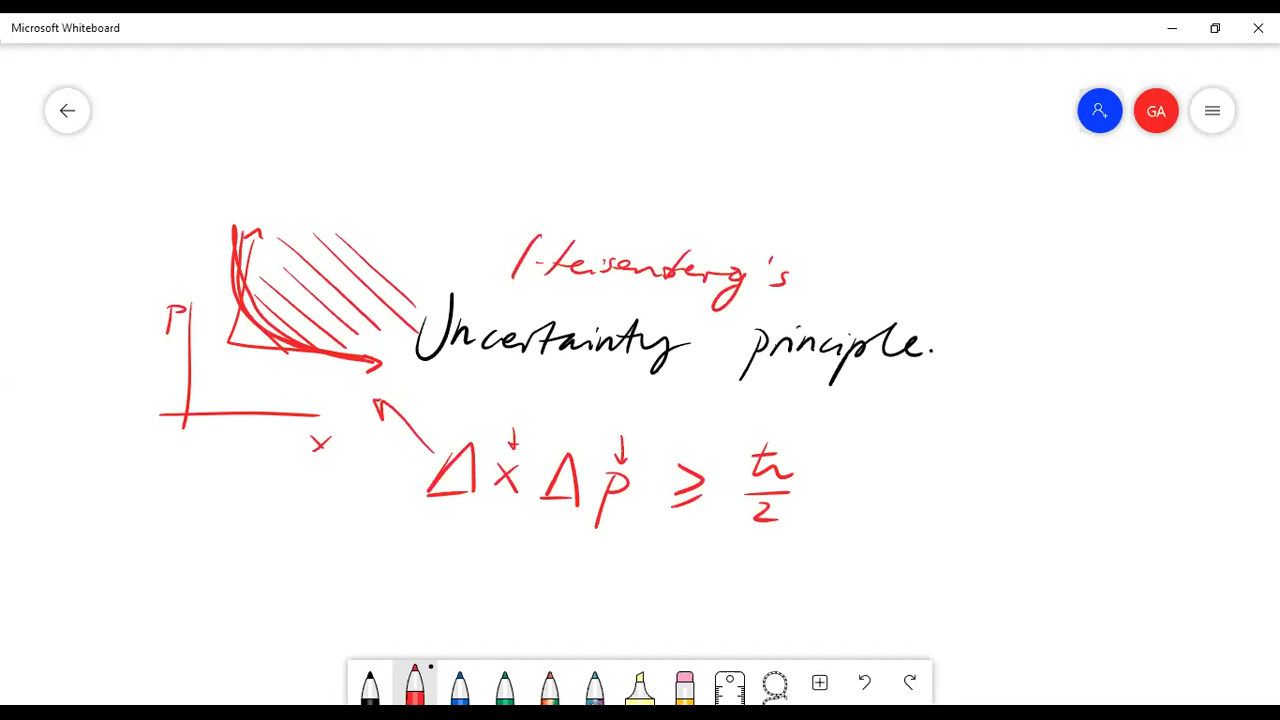 Microsoft Whiteboard
GA
Heisenberg's
Uncertainty principle.
P
x
Δx Δp ≥ ℏ/2